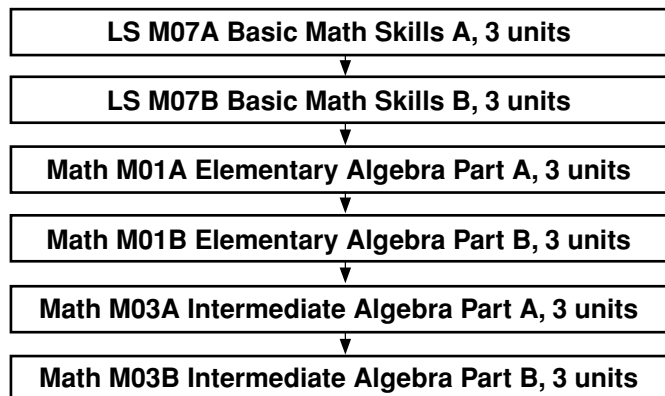 LS M07A Basic Math Skills A, 3 units
LS M07B Basic Math Skills B, 3 units
Math M01A Elementary Algebra Part A, 3 units
Math M01B Elementary Algebra Part B, 3 units
Math M03A Intermediate Algebra Part A, 3 units
Math M03B Intermediate Algebra Part B, 3 units